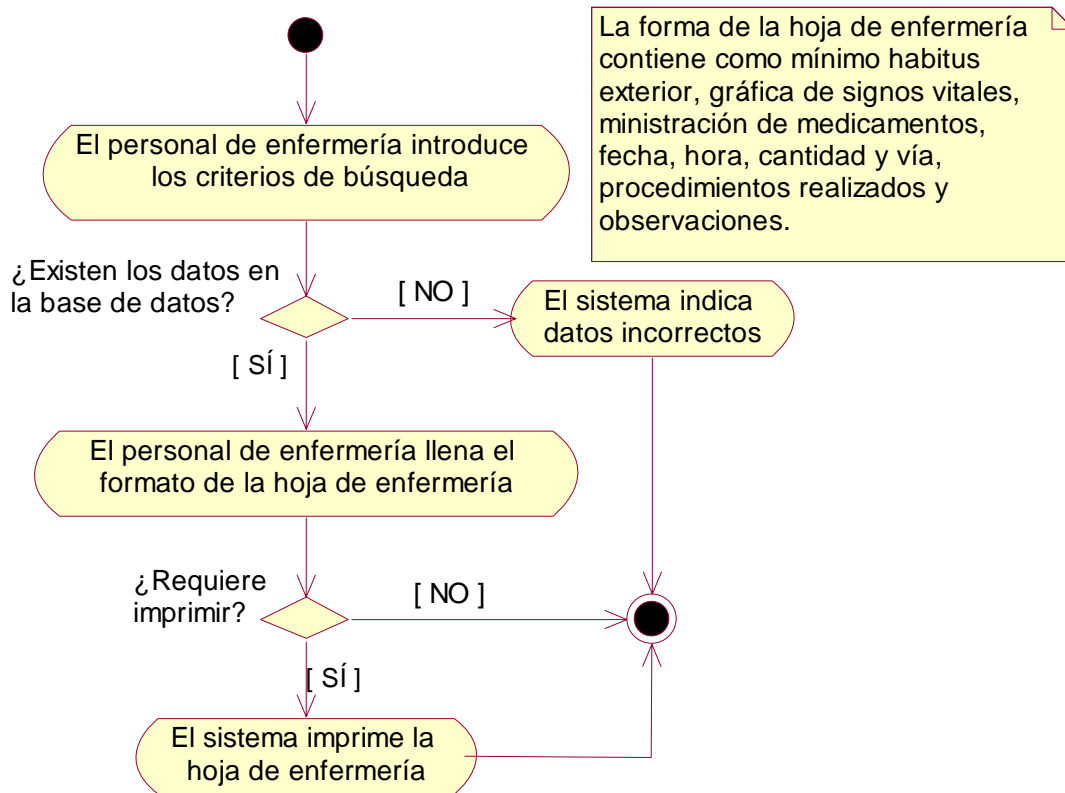 La forma de la hoja de enfermería
contiene como mínimo habitus
exterior, gráfica de signos vitales,
ministración de medicamentos,
fecha, hora, cantidad y vía,
procedimientos realizados y
observaciones.
El personal de enfermería introduce
los criterios de búsqueda
¿Existen los datos en
la base de datos?
[ NO ]
El sistema indica
datos incorrectos
[ SÍ ]
El personal de enfermería llena el
formato de la hoja de enfermería
¿Requiere
imprimir?
[ NO ]
[ SÍ ]
El sistema imprime la
hoja de enfermería